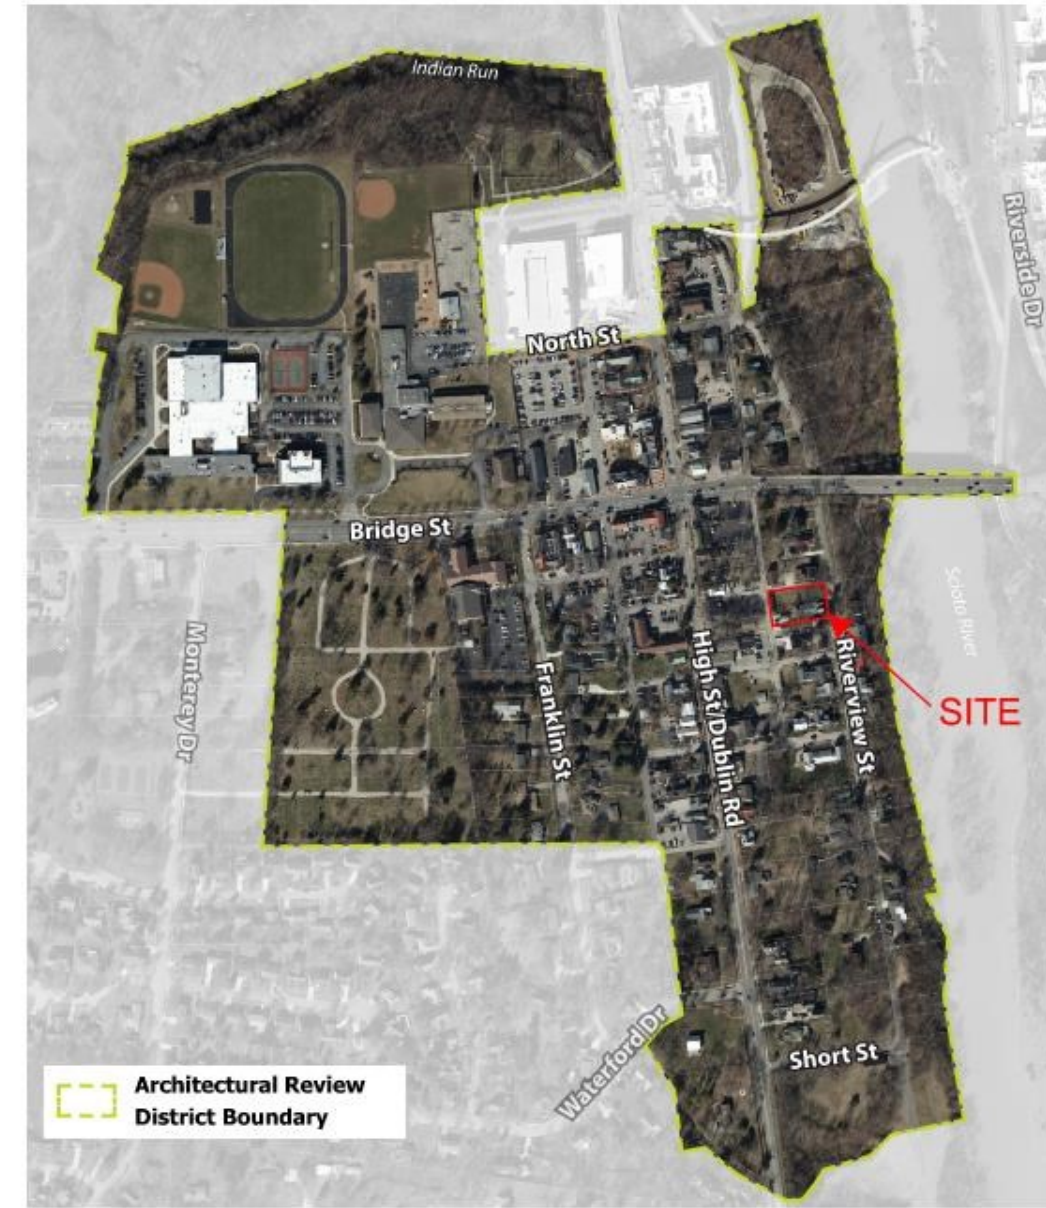 Indian Run
Riverside Dr
North St
Bridge St
Scioto River
Monterey Dr
Franklin St
High St/Dublin Rd
Riverview St
SITE
Waterford Dr
Short St
Architectural Review
District Boundary